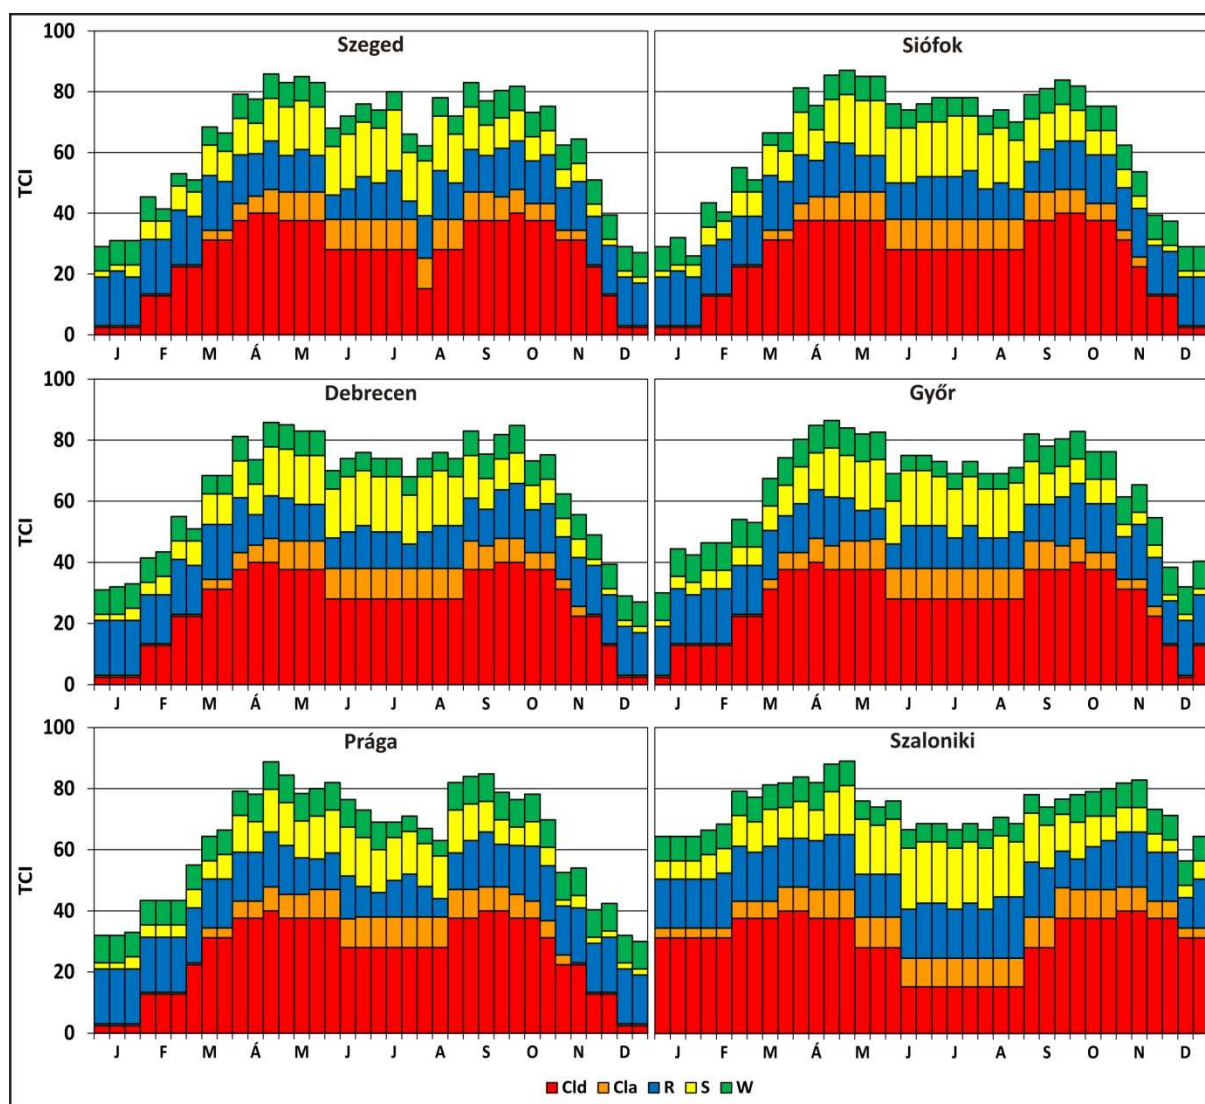 Szeged
Siófok
100
80
60
40
20
0
TCI
J F M Á M J J A S O N D
J F M Á M J J A S O N D
Debrecen
Győr
100
80
60
40
20
0
TCI
J F M Á M J J A S O N D
J F M Á M J J A S O N D
Prága
Szaloniki
100
80
60
40
20
0
TCI
J F M Á M J J A S O N D
J F M Á M J J A S O N D
Cld Cla R S W